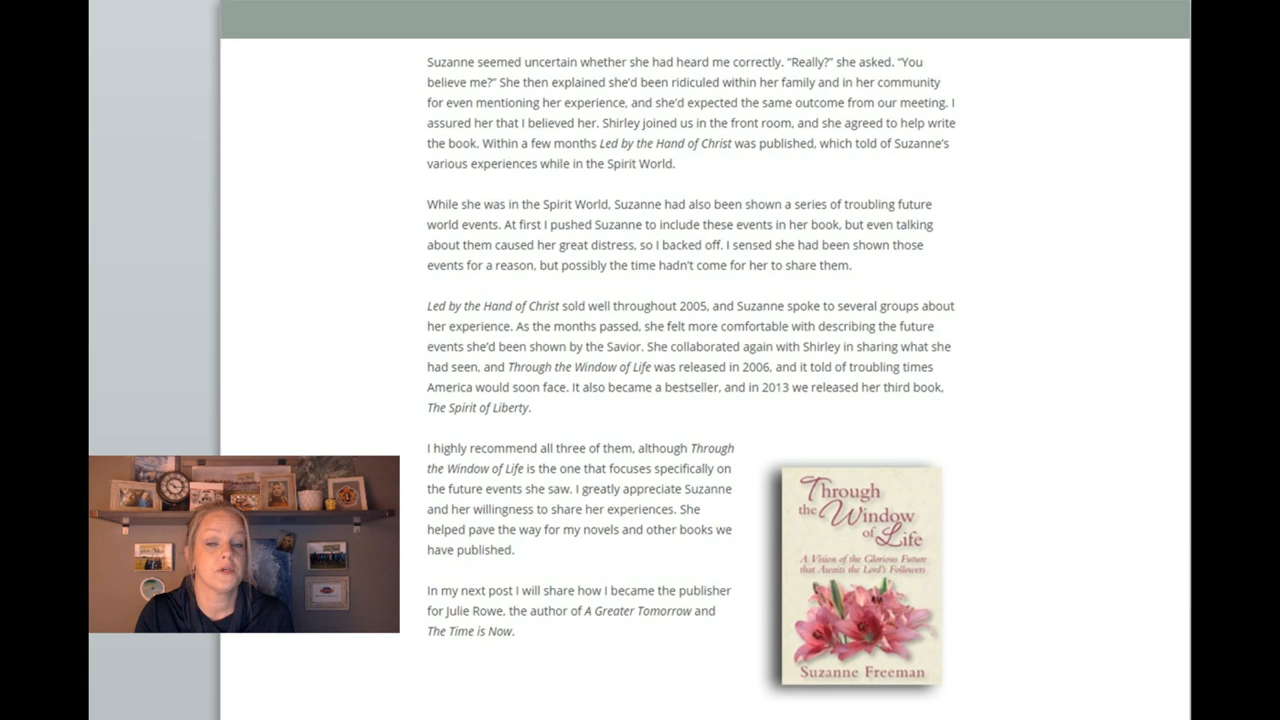 Suzanne seemed uncertain whether she had heard me correctly. “Really?” she asked. “You
believe me?” She then explained she’d been ridiculed within her family and in her community
for even mentioning her experience, and she’d expected the same outcome from our meeting. I
assured her that I believed her. Shirley joined us in the front room, and she agreed to help write
the book. Within a few months Led by the Hand of Christ was published, which told of Suzanne’s
various experiences while in the Spirit World.
While she was in the Spirit World, Suzanne had also been shown a series of troubling future
world events. At first I pushed Suzanne to include these events in her book, but even talking
about them caused her great distress, so I backed off. I sensed she had been shown those
events for a reason, but possibly the time hadn’t come for her to share them.
Led by the Hand of Christ sold well throughout 2005, and Suzanne spoke to several groups about
her experience. As the months passed, she felt more comfortable with describing the future
events she’d been shown by the Savior. She collaborated again with Shirley in sharing what she
had seen, and Through the Window of Life was released in 2006, and it told of troubling times
America would soon face. It also became a bestseller, and in 2013 we released her third book,
The Spirit of Liberty.
I highly recommend all three of them, although Through
the Window of Life is the one that focuses specifically on
the future events she saw. I greatly appreciate Suzanne
and her willingness to share her experiences. She
helped pave the way for my novels and other books we
have published.
In my next post I will share how I became the publisher
for Julie Rowe, the author of A Greater Tomorrow and
The Time is Now.
Through
the Window
of Life
A Vision of the Glorious Future
that Awaits the Lord's Followers
Suzanne Freeman